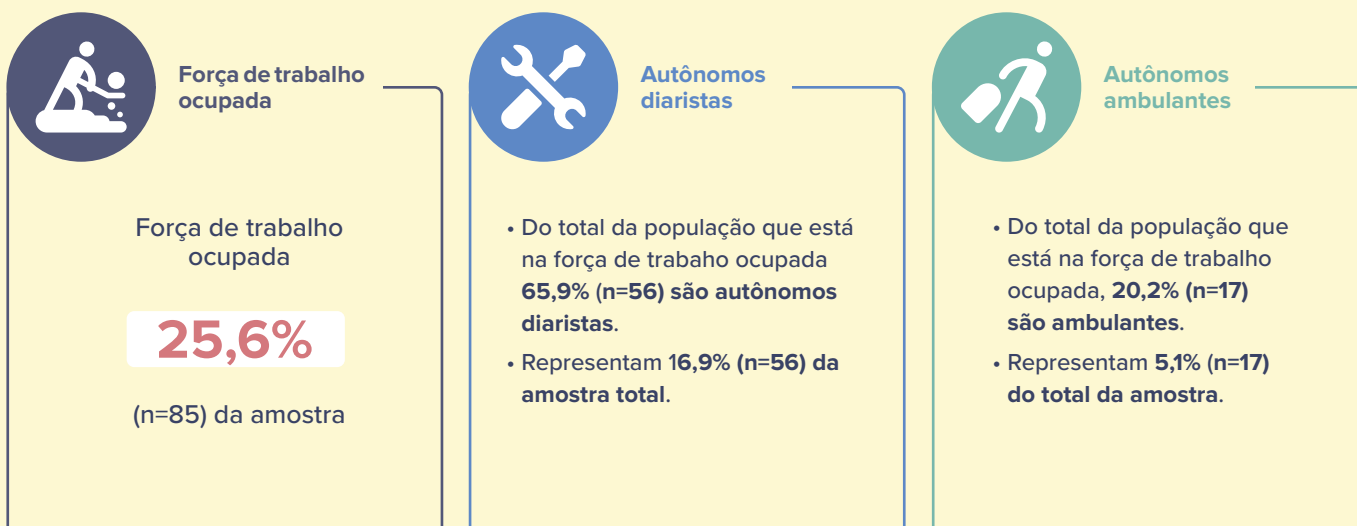 Força de trabalho
ocupada
Força de trabalho
ocupada
25,6%
(n=85) da amostra
Autônomos
diaristas
• Do total da população que está
na força de trabaho ocupada
65,9% (n=56) são autônomos
diaristas.
• Representam 16,9% (n=56) da
amostra total.
Autônomos
ambulantes
• Do total da população que
está na força de trabalho
ocupada, 20,2% (n=17)
são ambulantes.
• Representam 5,1% (n=17)
do total da amostra.